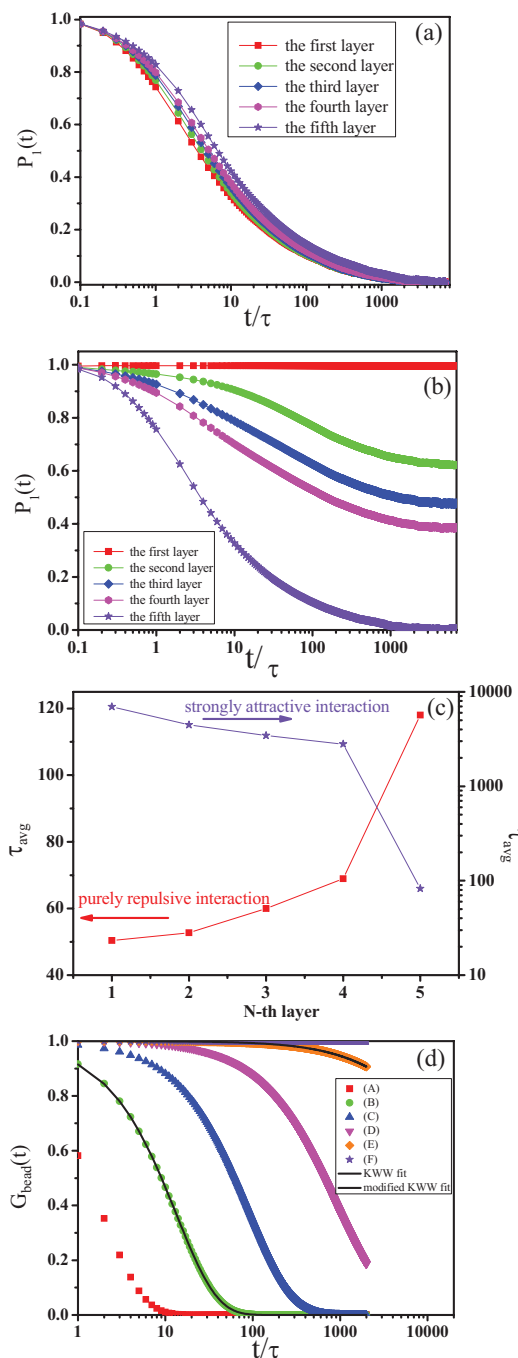 (a)
the first layer
the second layer
the third layer
the fourth layer
the fifth layer
P1(t)
1.0
0.8
0.6
0.4
0.2
0.0
0.1 1 10 100 1000
t/τ
(b)
the first layer
the second layer
the third layer
the fourth layer
the fifth layer
P1(t)
1.0
0.8
0.6
0.4
0.2
0.0
0.1 1 10 100 1000
t/τ
(c)
strongly attractive interaction
purely repulsive interaction
τavg
120
100
80
60
40
10000
1000
100
10
τavg
1 2 3 4 5
N-th layer
(d)
(A)
(B)
(C)
(D)
(E)
(F)
KWW fit
modified KWW fit
Gbead(t)
1.0
0.8
0.6
0.4
0.2
0.0
1 10 100 1000 10000
t/τ